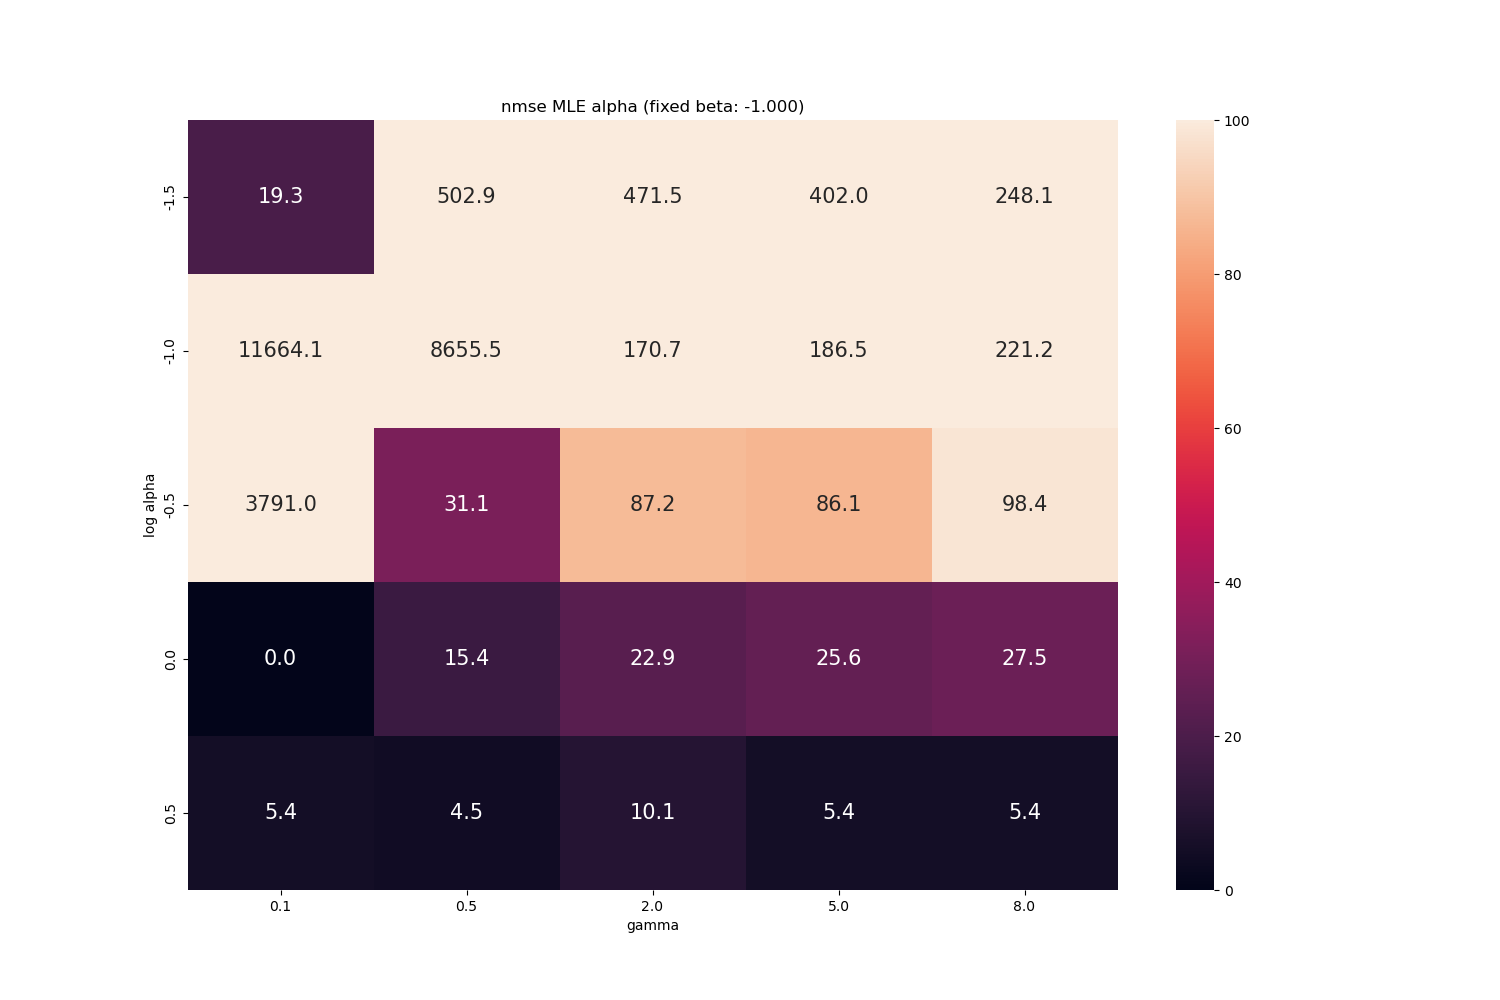 nmse MLE alpha (fixed beta: -1.000)
log alpha
-1.5
19.3 502.9 471.5 402.0 248.1
-1.0
11664.1 8655.5 170.7 186.5 221.2
-0.5
3791.0 31.1 87.2 86.1 98.4
0.0
0.0 15.4 22.9 25.6 27.5
0.5
5.4 4.5 10.1 5.4 5.4
0.1 0.5 2.0 5.0 8.0
gamma
100
80
60
40
20
0